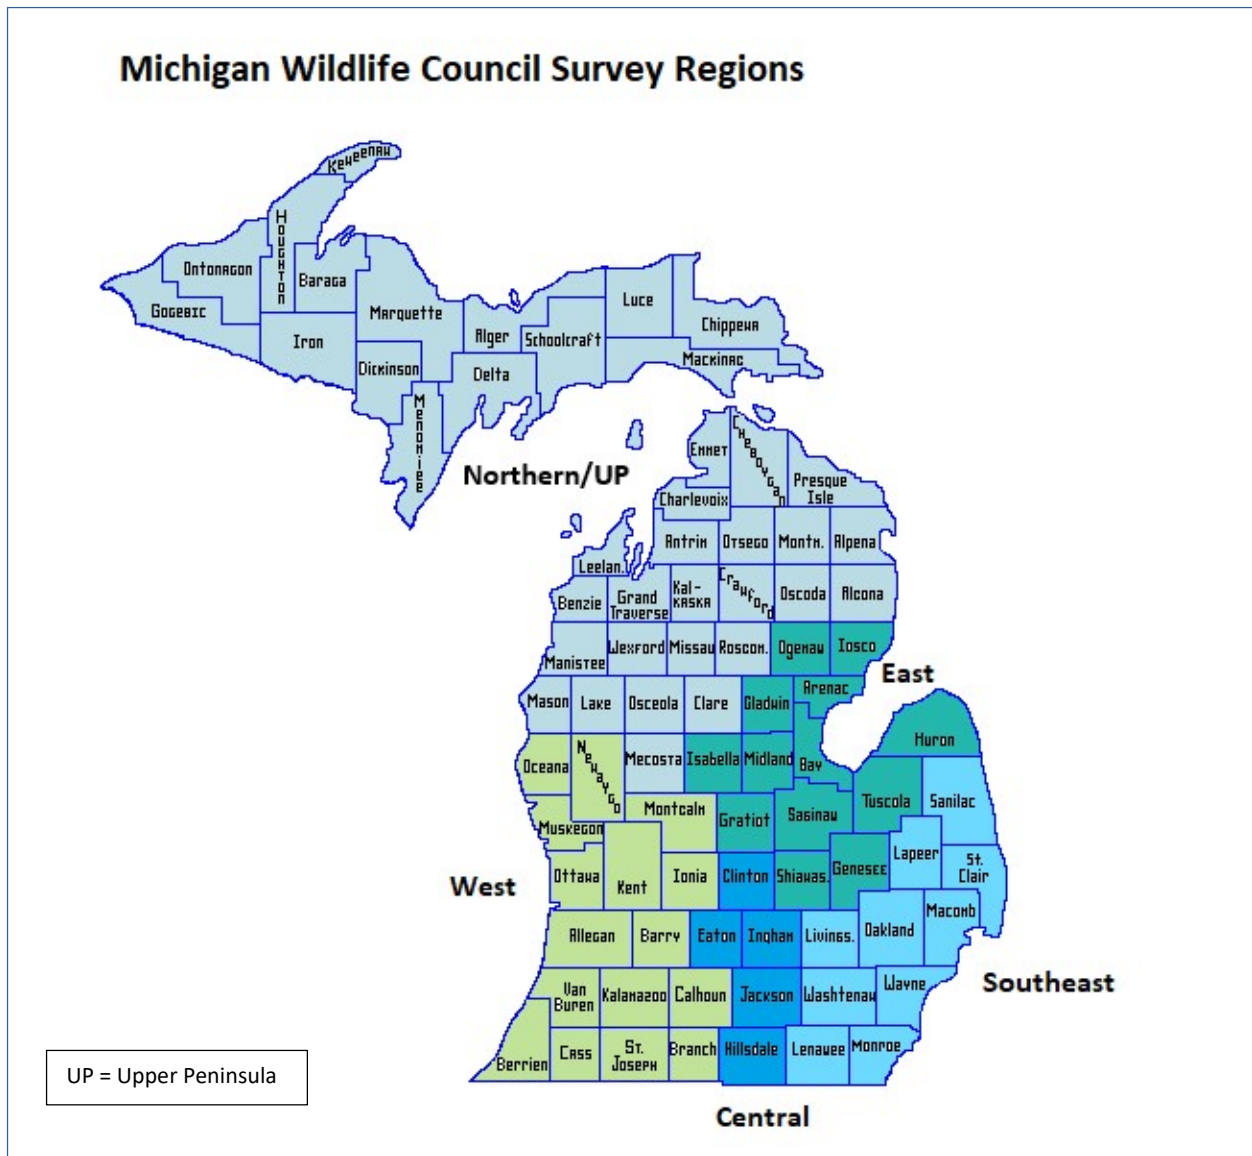 Michigan Wildlife Council Survey Regions
Keweenaw
Houghton
Ontonagon
Baraga
Gogebic
Marquette
Luce
Chippewa
Iron
Alger
Schoolcraft
Mackinac
Dickinson
Delta
Menomiee
Northern/UP
Emmet
Cheboygan
Presque
Isle
Charlevoix
Antrim
Otsego
Montm.
Alpena
Leelan.
Benzie
Grand
Traverse
Kal-
kaska
Crawford
Oscoda
Alcona
Manistee
Wexford
Missau
Roscom.
Ogemaw
Iosco
East
Mason
Lake
Osceola
Clare
Gladwin
Arenac
Huron
Oceana
Newaygo
Mecosta
Isabella
Midland
Bay
Tuscola
Sanilac
Montcalm
Gratiot
Saginaw
Muskegon
Lapeer
St.
Clair
West
Ottawa
Kent
Ionia
Clinton
Shiawas.
Genesee
Macomb
Allegan
Barry
Eaton
Ingham
Livings.
Oakland
Southeast
Van
Buren
Kalamazoo
Calhoun
Jackson
Washtenaw
Wayne
Berrien
Cass
St.
Joseph
Branch
Hillsdale
Lenawee
Monroe
UP = Upper Peninsula
Central